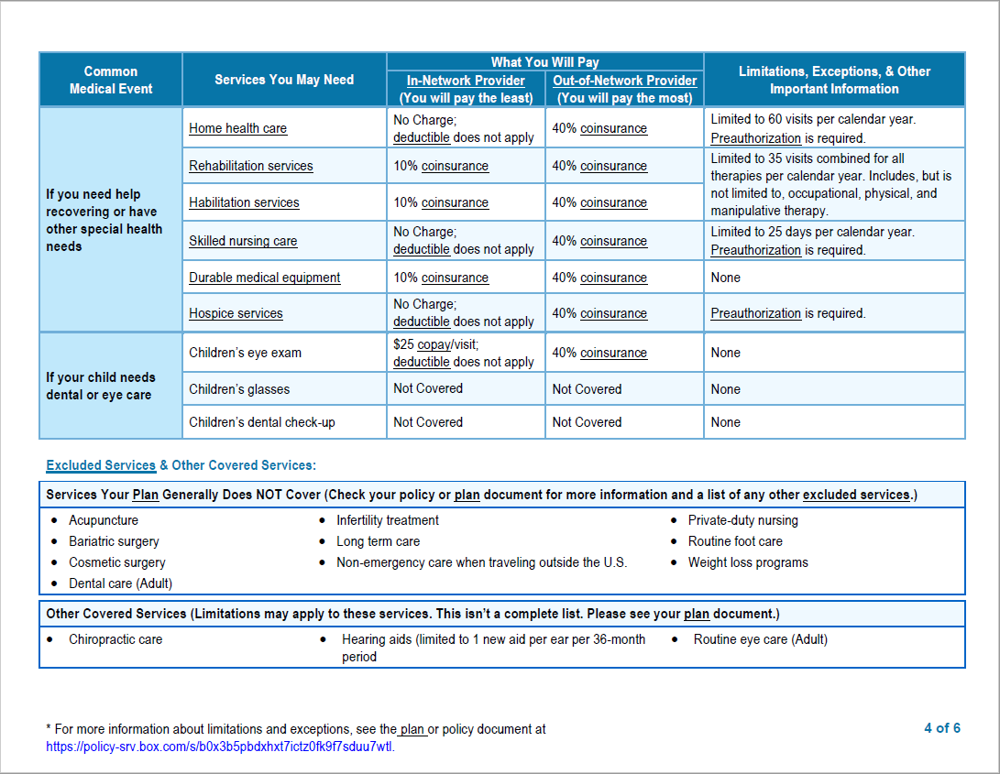 Common
Medical Event
Services You May Need
What You Will Pay
In-Network Provider
(You will pay the least)
Out-of-Network Provider
(You will pay the most)
Limitations, Exceptions, & Other
Important Information
If you need help
recovering or have
other special health
needs
Home health care
No Charge;
deductible does not apply
40% coinsurance
Limited to 60 visits per calendar year.
Preauthorization is required.
Rehabilitation services
10% coinsurance
40% coinsurance
Limited to 35 visits combined for all
therapies per calendar year. Includes, but is
not limited to, occupational, physical, and
manipulative therapy.
Habilitation services
10% coinsurance
40% coinsurance
Skilled nursing care
No Charge;
deductible does not apply
40% coinsurance
Limited to 25 days per calendar year.
Preauthorization is required.
Durable medical equipment
10% coinsurance
40% coinsurance
None
Hospice services
No Charge;
deductible does not apply
40% coinsurance
Preauthorization is required.
If your child needs
dental or eye care
Children's eye exam
$25 copay/visit;
deductible does not apply
40% coinsurance
None
Children's glasses
Not Covered
Not Covered
None
Children's dental check-up
Not Covered
Not Covered
None
Excluded Services & Other Covered Services:
Services Your Plan Generally Does NOT Cover (Check your policy or plan document for more information and a list of any other excluded services.)
• Acupuncture
• Bariatric surgery
• Cosmetic surgery
• Dental care (Adult)
• Infertility treatment
• Long term care
• Non-emergency care when traveling outside the U.S.
• Private-duty nursing
• Routine foot care
• Weight loss programs
Other Covered Services (Limitations may apply to these services. This isn't a complete list. Please see your plan document.)
• Chiropractic care
• Hearing aids (limited to 1 new aid per ear per 36-month
period
• Routine eye care (Adult)
* For more information about limitations and exceptions, see the plan or policy document at
https://policy-srv.box.com/s/b0x3b5pbdxhxt7ictz0fk9f7sduu7wtl.
4 of 6